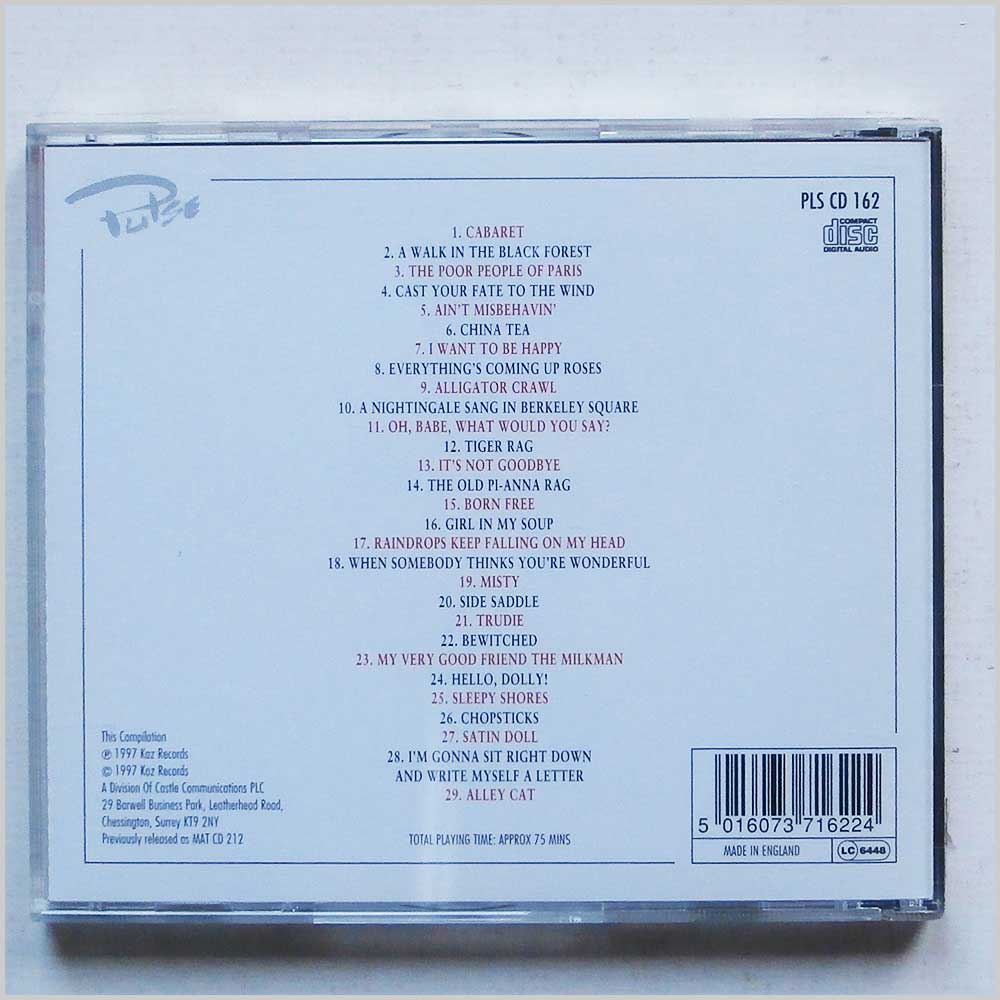 Pulse
PLS CD 162
COMPACT
disc
DIGITAL AUDIO
1. CABARET
2. A WALK IN THE BLACK FOREST
3. THE POOR PEOPLE OF PARIS
4. CAST YOUR FATE TO THE WIND
5. AIN'T MISBEHAVIN'
6. CHINA TEA
7. I WANT TO BE HAPPY
8. EVERYTHING'S COMING UP ROSES
9. ALLIGATOR CRAWL
10. A NIGHTINGALE SANG IN BERKELEY SQUARE
11. OH, BABE, WHAT WOULD YOU SAY?
12. TIGER RAG
13. IT'S NOT GOODBYE
14. THE OLD PI-ANNA RAG
15. BORN FREE
16. GIRL IN MY SOUP
17. RAINDROPS KEEP FALLING ON MY HEAD
18. WHEN SOMEBODY THINKS YOU'RE WONDERFUL
19. MISTY
20. SIDE SADDLE
21. TRUDIE
22. BEWITCHED
23. MY VERY GOOD FRIEND THE MILKMAN
24. HELLO, DOLLY!
25. SLEEPY SHORES
26. CHOPSTICKS
27. SATIN DOLL
28. I'M GONNA SIT RIGHT DOWN
AND WRITE MYSELF A LETTER
29. ALLEY CAT
This Compilation
℗ 1997 Kaz Records
© 1997 Kaz Records
A Division Of Castle Communications PLC
29 Barwell Business Park, Leatherhead Road,
Chessington, Surrey KT9 2NY
Previously released as MAT CD 212
TOTAL PLAYING TIME: APPROX 75 MINS
5 016073 716224
MADE IN ENGLAND
LC 6448